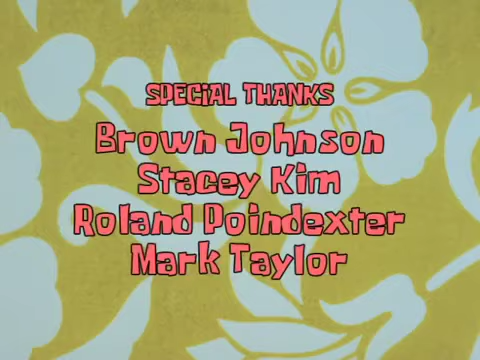 SPECIAL THANKS
Brown Johnson
Stacey Kim
Roland Poindexter
Mark Taylor